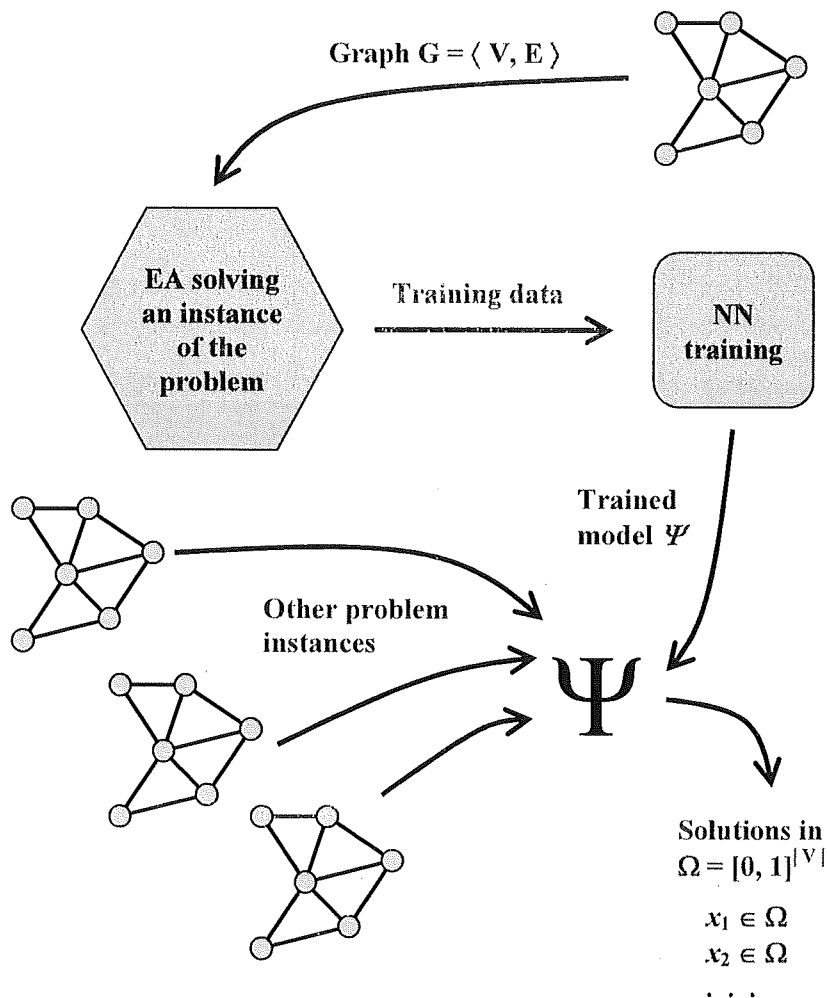 Graph G = ⟨ V, E ⟩
EA solving
an instance
of the
problem
Training data
NN
training
Trained
model Ψ
Other problem
instances
Ψ
Solutions in
Ω = [0, 1]^|V|
x₁ ∈ Ω
x₂ ∈ Ω
. . .